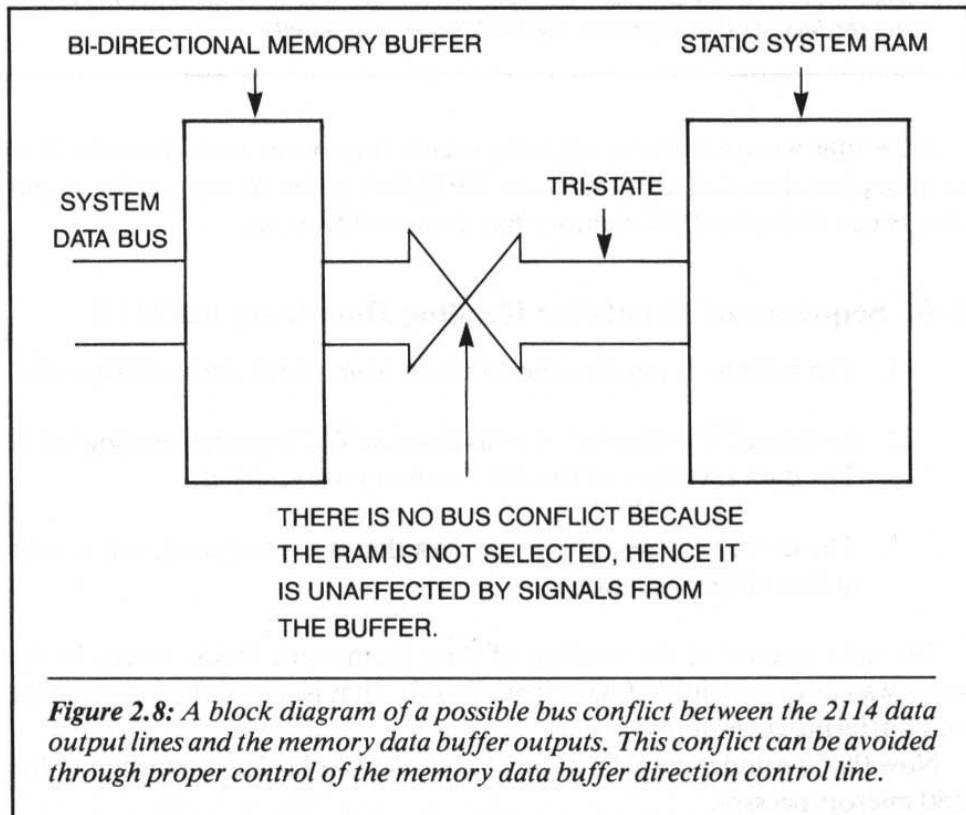 BI-DIRECTIONAL MEMORY BUFFER
STATIC SYSTEM RAM
TRI-STATE
SYSTEM
DATA BUS
THERE IS NO BUS CONFLICT BECAUSE
THE RAM IS NOT SELECTED, HENCE IT
IS UNAFFECTED BY SIGNALS FROM
THE BUFFER.
Figure 2.8: A block diagram of a possible bus conflict between the 2114 data
output lines and the memory data buffer outputs. This conflict can be avoided
through proper control of the memory data buffer direction control line.